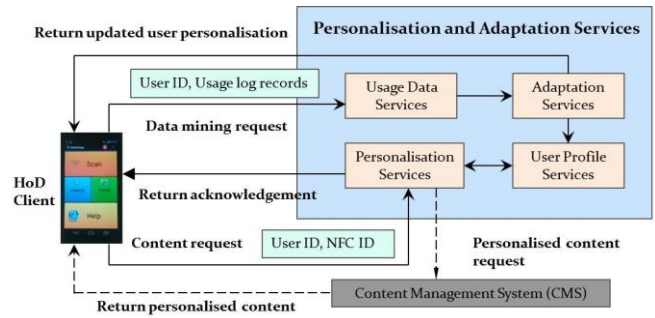 Personalisation and Adaptation Services
Return updated user personalisation
User ID, Usage log records
Usage Data
Services
Adaptation
Services
Data mining request
Scan
Help
HoD
Client
Personalisation
Services
User Profile
Services
Return acknowledgement
Content request
User ID, NFC ID
Personalised content
request
Return personalised content
Content Management System (CMS)